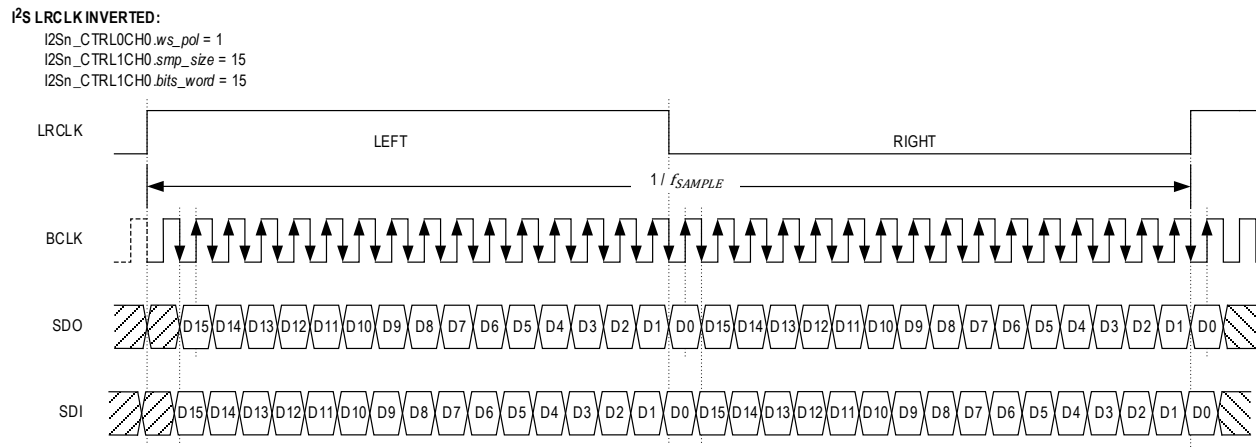 I²S LRCLK INVERTED:
I2Sn_CTRL0CH0.ws_pol = 1
I2Sn_CTRL1CH0.smp_size = 15
I2Sn_CTRL1CH0.bits_word = 15
LRCLK LEFT RIGHT
1 / fSAMPLE
BCLK
SDO D15 D14 D13 D12 D11 D10 D9 D8 D7 D6 D5 D4 D3 D2 D1 D0 D15 D14 D13 D12 D11 D10 D9 D8 D7 D6 D5 D4 D3 D2 D1 D0
SDI D15 D14 D13 D12 D11 D10 D9 D8 D7 D6 D5 D4 D3 D2 D1 D0 D15 D14 D13 D12 D11 D10 D9 D8 D7 D6 D5 D4 D3 D2 D1 D0